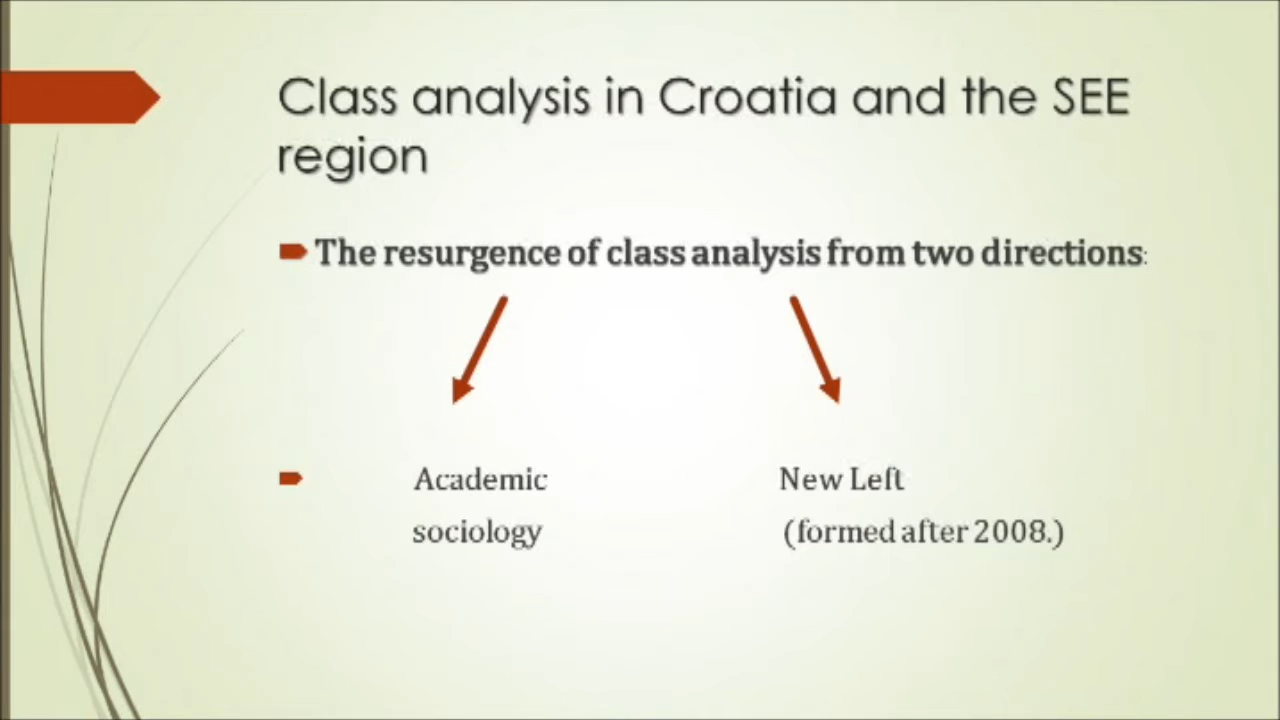 Class analysis in Croatia and the SEE
region
The resurgence of class analysis from two directions:
Academic
sociology
New Left
(formed after 2008.)